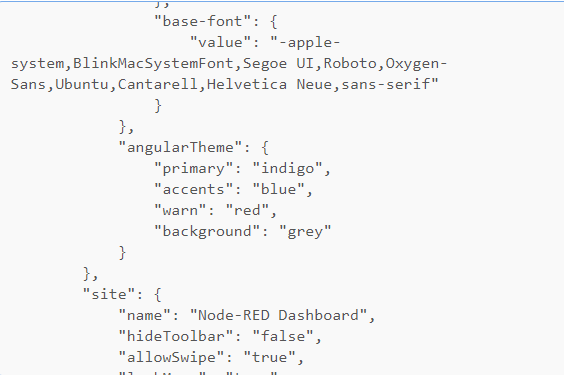 },
"base-font": {
"value": "-apple-
system,BlinkMacSystemFont,Segoe UI,Roboto,Oxygen-
Sans,Ubuntu,Cantarell,Helvetica Neue,sans-serif"
}
},
"angularTheme": {
"primary": "indigo",
"accents": "blue",
"warn": "red",
"background": "grey"
}
},
"site": {
"name": "Node-RED Dashboard",
"hideToolbar": "false",
"allowSwipe": "true",